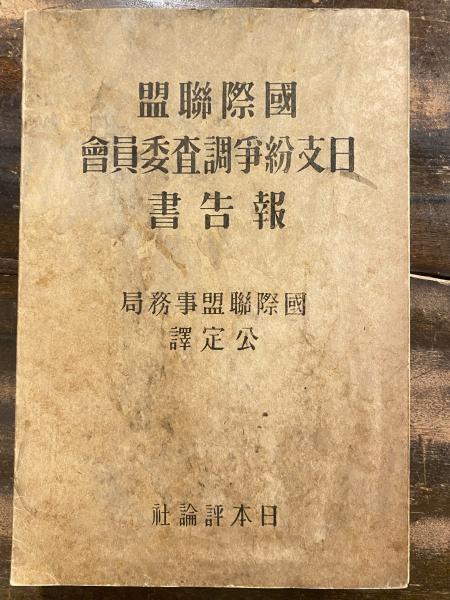 國際聯盟
日支紛爭調査委員會
報告書
國際聯盟事務局
公定譯
日本評論社